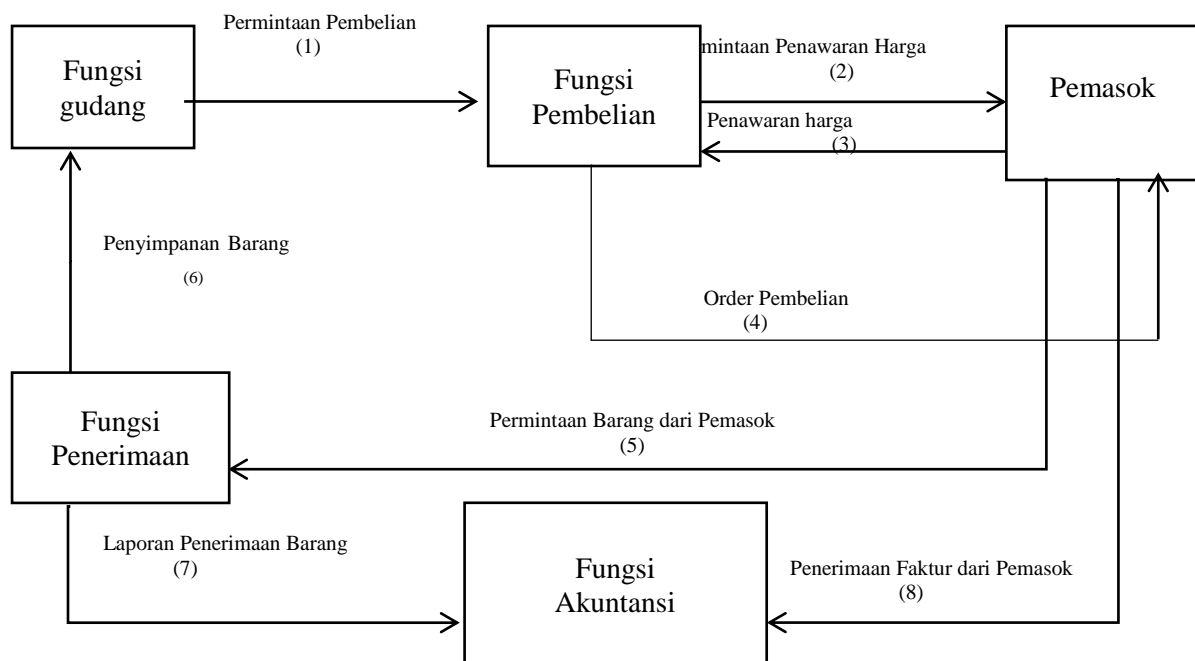 Permintaan Pembelian
(1)
Fungsi
gudang
Fungsi
Pembelian
mintaan Penawaran Harga
(2)
Pemasok
Penawaran harga
(3)
Penyimpanan Barang
(6)
Order Pembelian
(4)
Fungsi
Penerimaan
Permintaan Barang dari Pemasok
(5)
Laporan Penerimaan Barang
(7)
Fungsi
Akuntansi
Penerimaan Faktur dari Pemasok
(8)